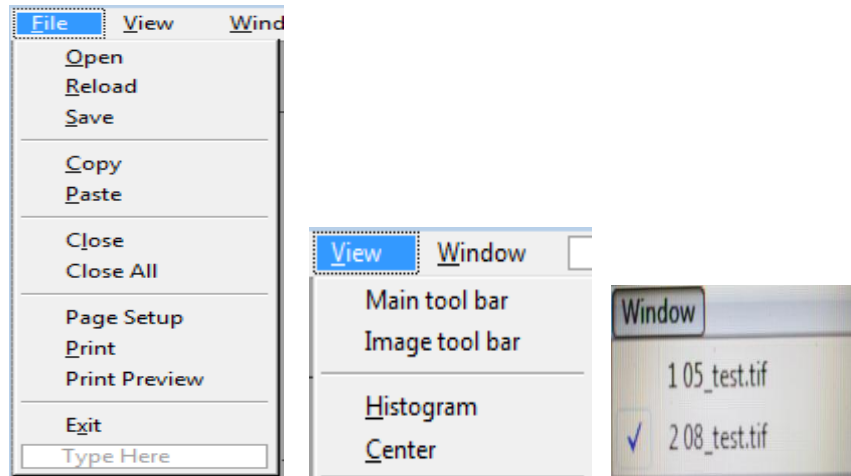 File View Wind
Open
Reload
Save
Copy
Paste
Close
Close All
Page Setup
Print
Print Preview
Exit
Type Here
View Window
Main tool bar
Image tool bar
Histogram
Center
Window
1 05_test.tif
2 08_test.tif